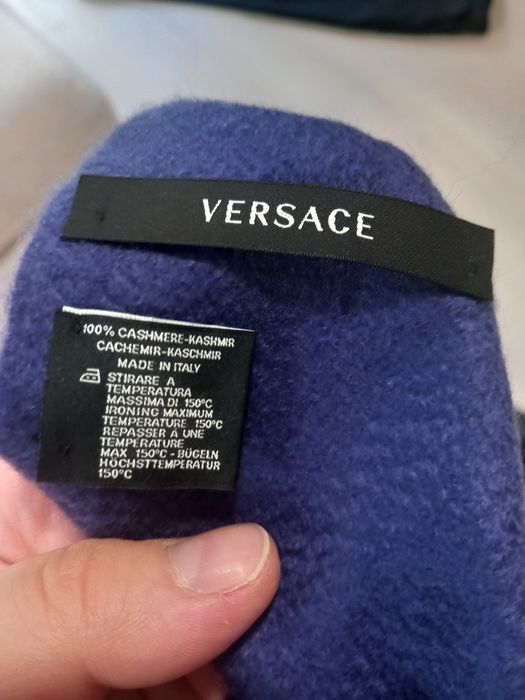 VERSACE
100% CASHMERE-KASHMIR
CACHEMIR-KASCHMIR
MADE IN ITALY
STIRARE A
TEMPERATURA
MASSIMA DI 150°C
IRONING MAXIMUM
TEMPERATURE 150°C
REPASSER À UNE
TEMPERATURE
MAX 150°C - BÜGELN
HÖCHSTTEMPERATUR
150°C